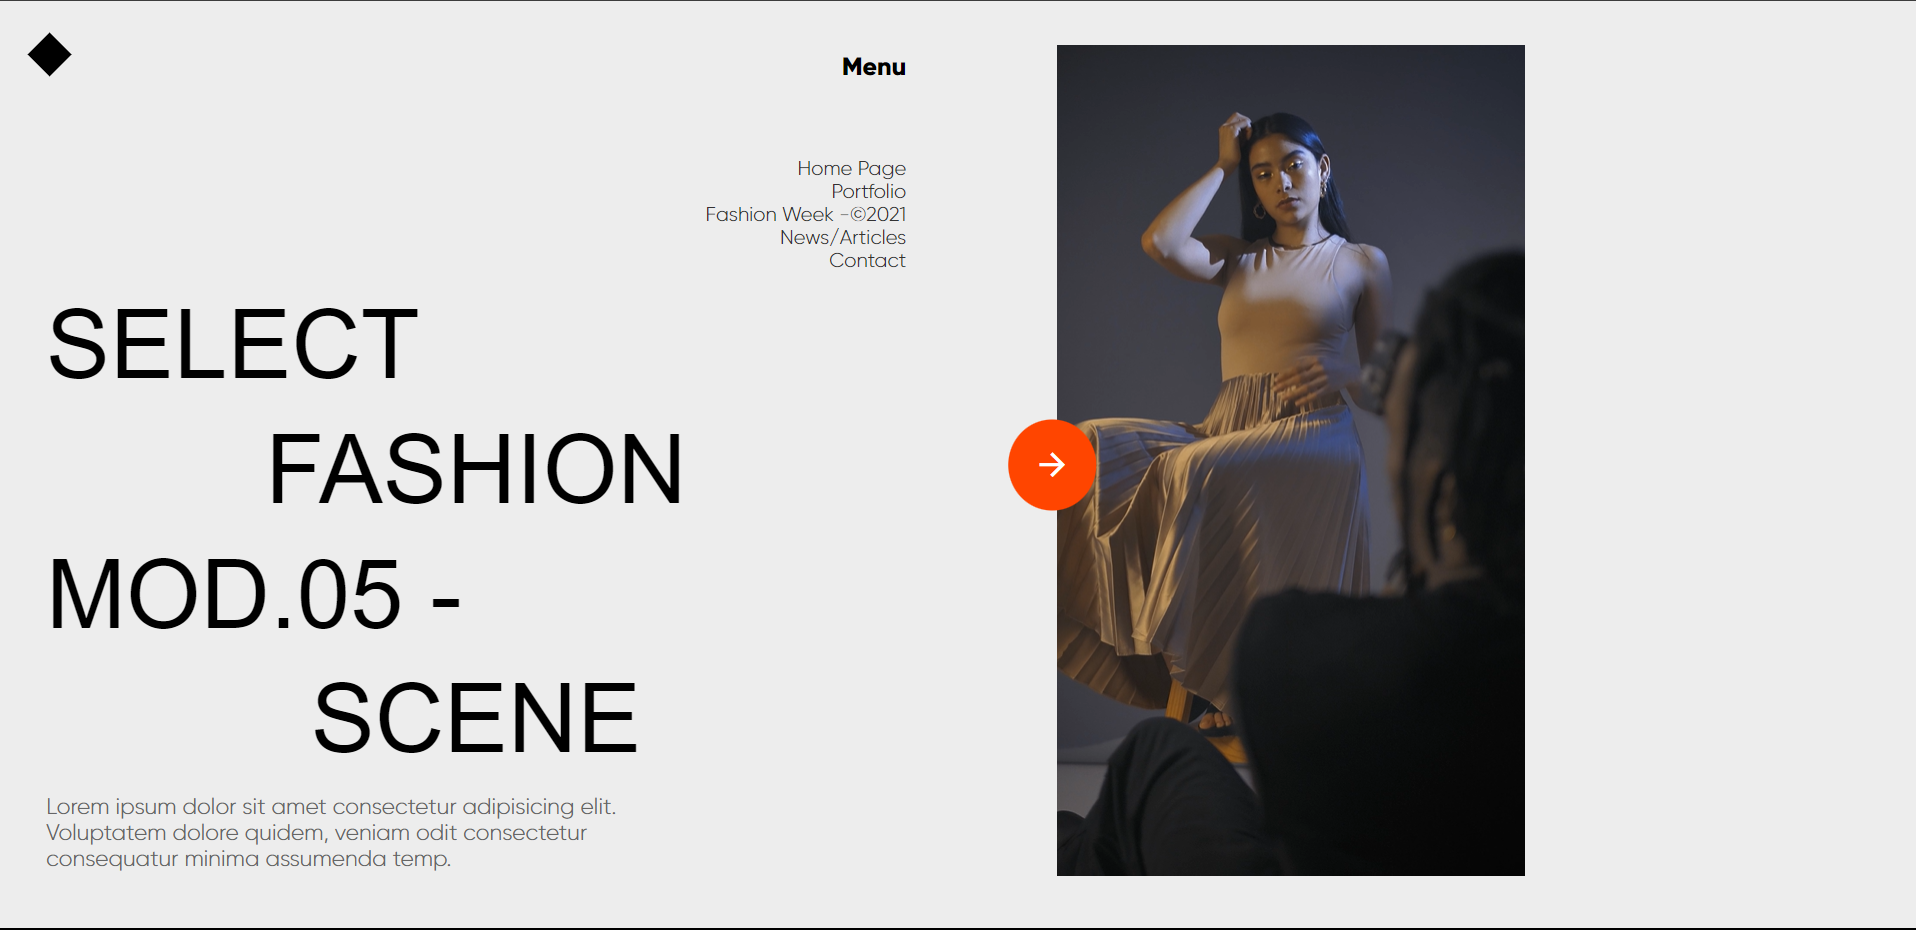 Menu
Home Page
Portfolio
Fashion Week -©2021
News/Articles
Contact
SELECT
FASHION
MOD.05 -
SCENE
Lorem ipsum dolor sit amet consectetur adipisicing elit.
Voluptatem dolore quidem, veniam odit consectetur
consequatur minima assumenda temp.